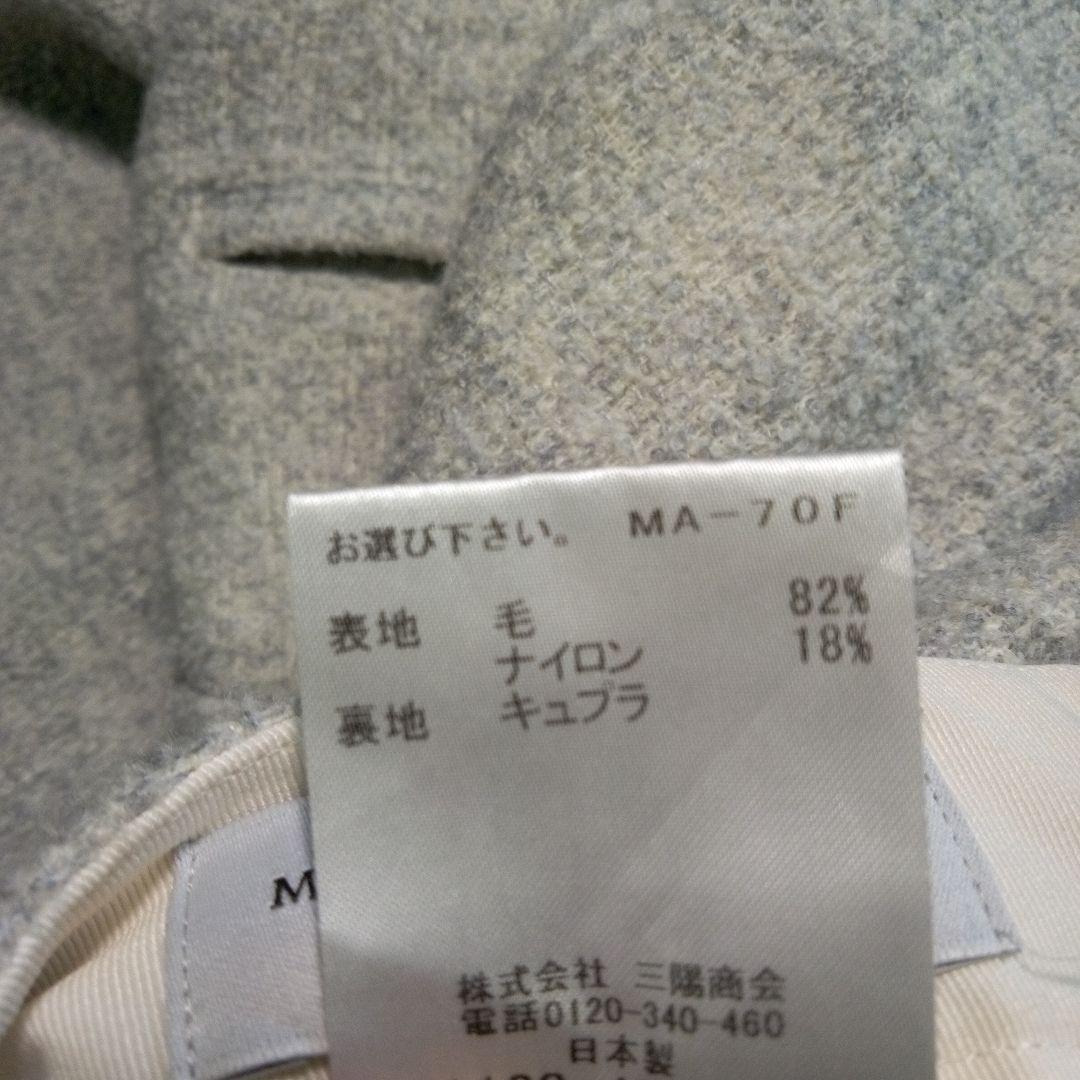 お選び下さい。 MA-70F
表地 毛 82%
ナイロン 18%
裏地 キュプラ
M
株式会社 三陽商会
電話0120-340-460
日本製